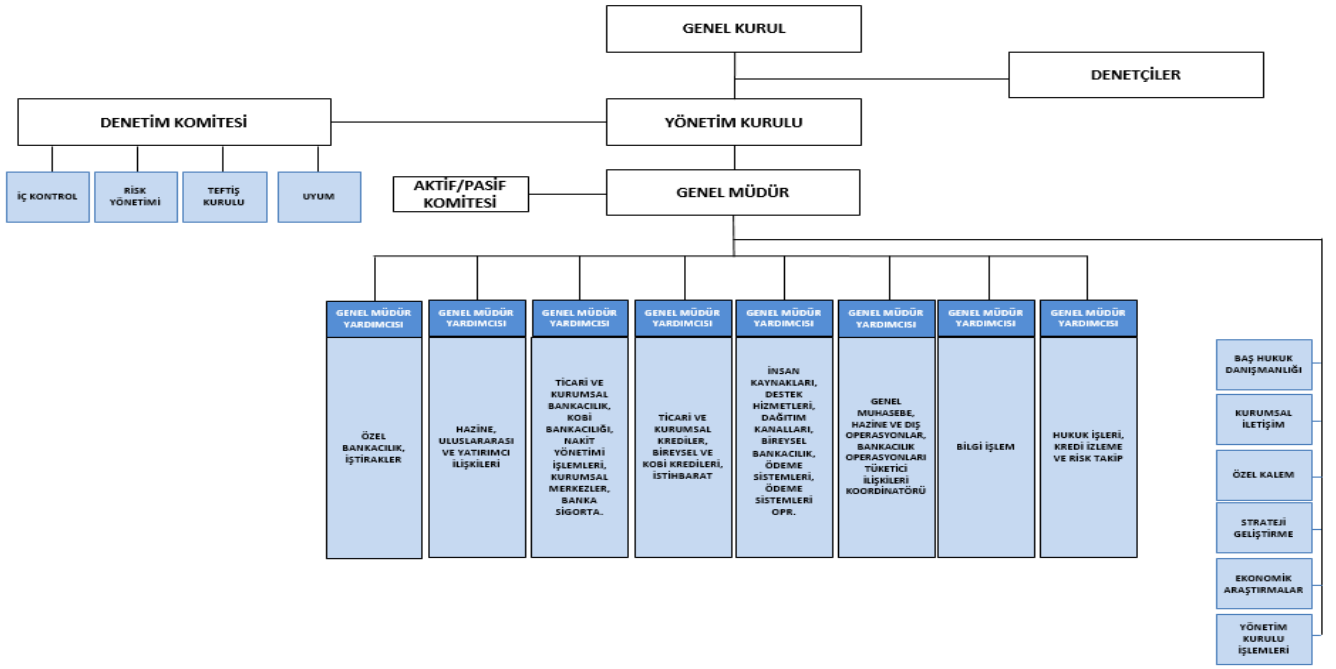 GENEL KURUL
DENETÇİLER
DENETİM KOMİTESİ
YÖNETİM KURULU
İÇ KONTROL
RİSK
YÖNETİMİ
TEFTİŞ
KURULU
UYUM
AKTİF/PASİF
KOMİTESİ
GENEL MÜDÜR
GENEL MÜDÜR
YARDIMCISI
ÖZEL
BANKACILIK,
İŞTİRAKLER
GENEL MÜDÜR
YARDIMCISI
HAZİNE,
ULUSLARARASI
VE YATIRIMCI
İLİŞKİLERİ
GENEL MÜDÜR
YARDIMCISI
TİCARİ VE
KURUMSAL
BANKACILIK,
KOBİ
BANKACILIĞI,
NAKİT
YÖNETİMİ
İŞLEMLERİ,
KURUMSAL
MERKEZLER,
BANKA
SİGORTA.
GENEL MÜDÜR
YARDIMCISI
TİCARİ VE
KURUMSAL
KREDİLER,
BİREYSEL VE
KOBİ KREDİLERİ,
İSTİHBARAT
GENEL MÜDÜR
YARDIMCISI
İNSAN
KAYNAKLARI,
DESTEK
HİZMETLERİ,
DAĞITIM
KANALLARI,
BİREYSEL
BANKACILIK,
ÖDEME
SİSTEMLERİ,
ÖDEME
SİSTEMLERİ
OPR.
GENEL MÜDÜR
YARDIMCISI
GENEL
MUHASEBE,
HAZİNE VE DIŞ
OPERASYONLAR,
BANKACILIK
OPERASYONLARI
TÜKETİCİ
İLİŞKİLERİ
KOORDİNATÖRÜ
GENEL MÜDÜR
YARDIMCISI
BİLGİ İŞLEM
GENEL MÜDÜR
YARDIMCISI
HUKUK İŞLERİ,
KREDİ İZLEME
VE RİSK TAKİP
BAŞ HUKUK
DANIŞMANLIĞI
KURUMSAL
İLETİŞİM
ÖZEL KALEM
STRATEJİ
GELİŞTİRME
EKONOMİK
ARAŞTIRMALAR
YÖNETİM
KURULU
İŞLEMLERİ